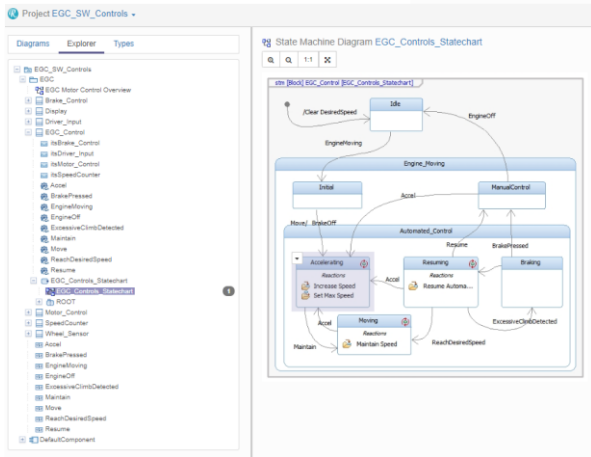 Project EGC_SW_Controls
Diagrams Explorer Types
EGC_SW_Controls
EGC
EGC Motor Control Overview
Brake_Control
Display
Driver_Input
EGC_Control
itsBrake_Control
itsDriver_Input
itsMotor_Control
itsSpeedCounter
Accel
BrakePressed
EngineMoving
EngineOff
ExcessiveClimbDetected
Maintain
Move
ReachDesiredSpeed
Resume
EGC_Controls_Statechart
EGC_Controls_Statechart
1
ROOT
Motor_Control
SpeedCounter
Wheel_Sensor
Accel
BrakePressed
EngineMoving
EngineOff
ExcessiveClimbDetected
Maintain
Move
ReachDesiredSpeed
Resume
DefaultComponent
State Machine Diagram EGC_Controls_Statechart
1:1
stm [Block] EGC_Control [EGC_Controls_Statechart]
Idle
/Clear DesiredSpeed
EngineOff
EngineMoving
Engine_Moving
Initial
ManualControl
Accel
Move/
BrakeOff
Automated_Control
Resume
BrakePressed
Accelerating
Reactions
Increase Speed
Set Max Speed
Accel
Resuming
Reactions
Resume Automa...
Braking
Accel
Moving
Reactions
Maintain Speed
Maintain
ReachDesiredSpeed
ExcessiveClimbDetected